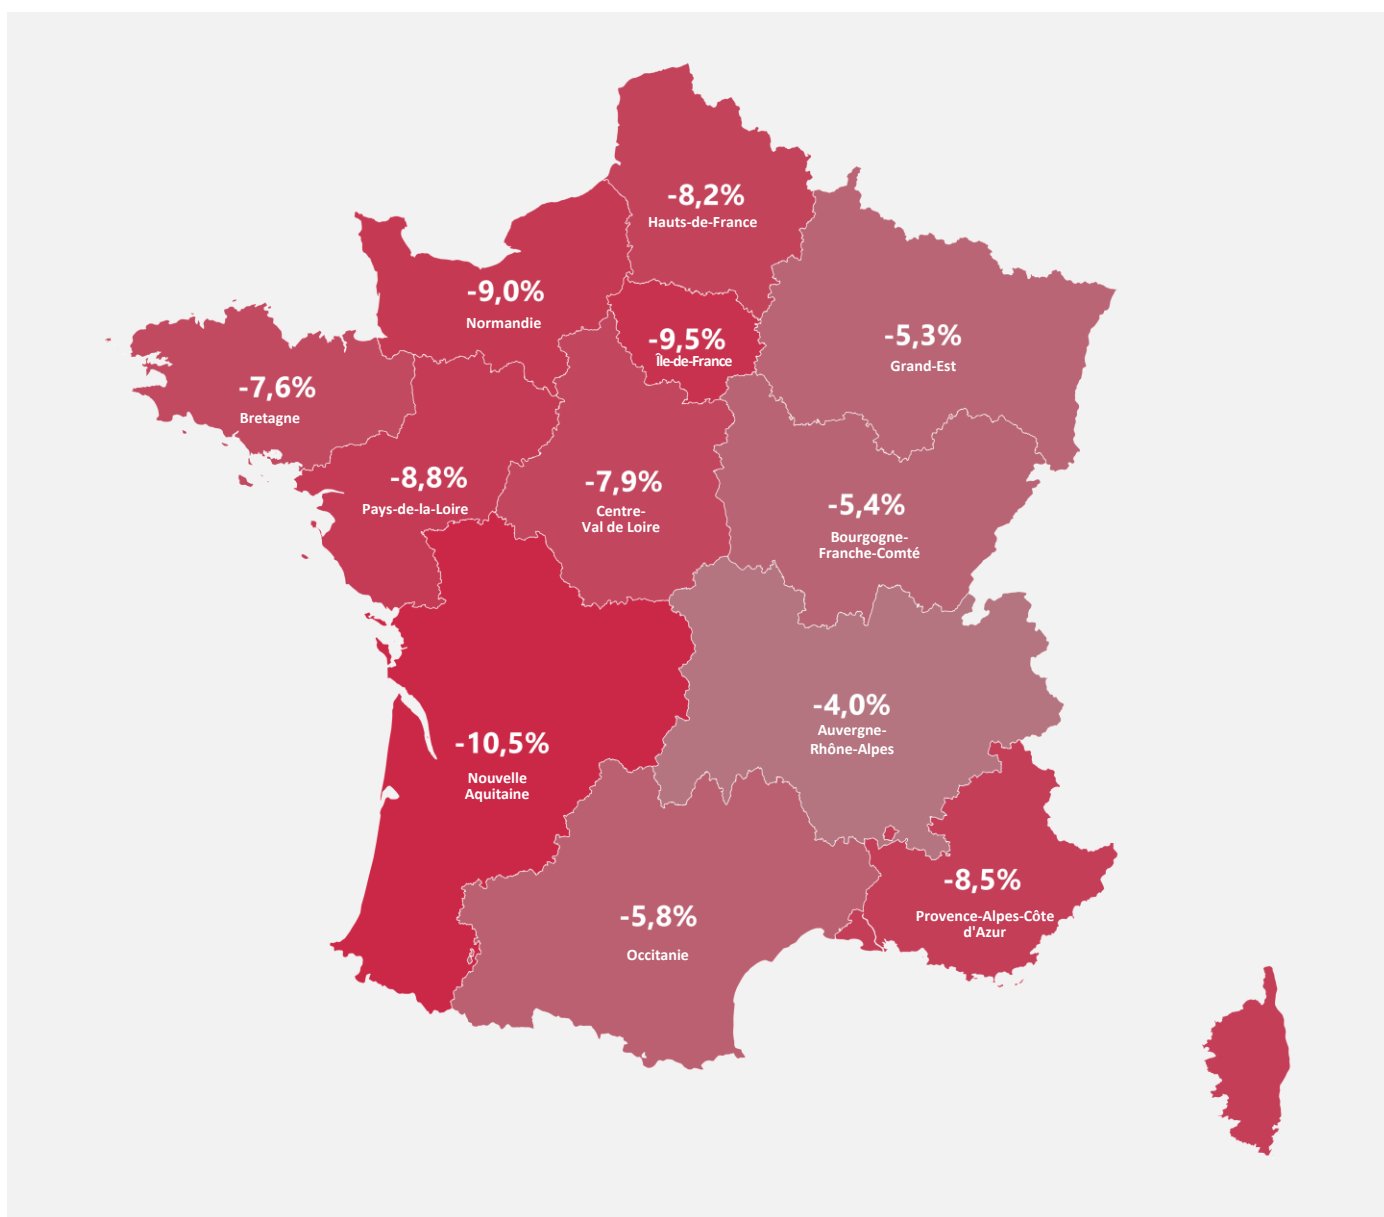 -8,2%
Hauts-de-France
-9,0%
Normandie
-9,5%
Île-de-France
-5,3%
Grand-Est
-7,6%
Bretagne
-8,8%
Pays-de-la-Loire
-7,9%
Centre-
Val de Loire
-5,4%
Bourgogne-
Franche-Comté
-4,0%
Auvergne-
Rhône-Alpes
-10,5%
Nouvelle
Aquitaine
-8,5%
Provence-Alpes-Côte
d'Azur
-5,8%
Occitanie